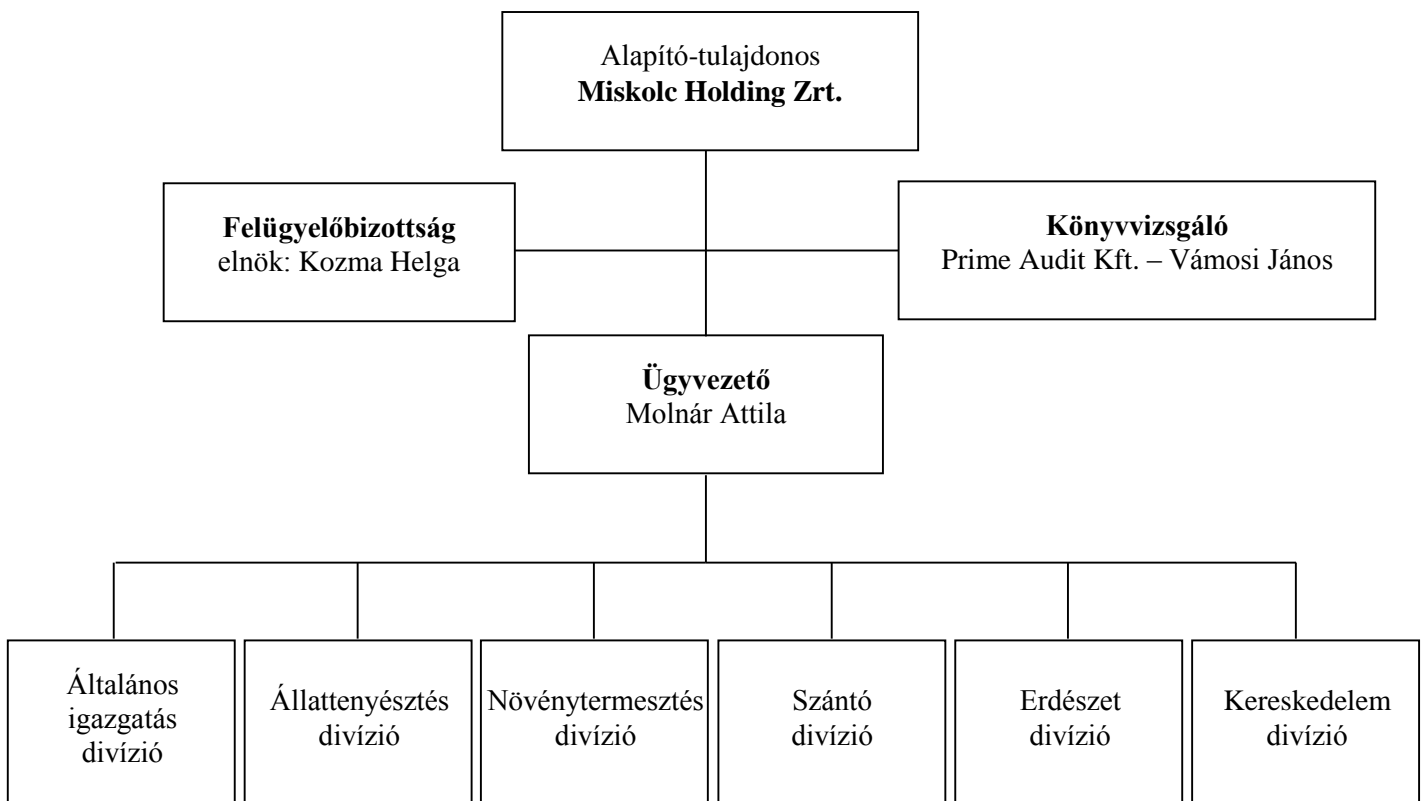 Alapító-tulajdonos
Miskolc Holding Zrt.
Felügyelőbizottság
elnök: Kozma Helga
Könyvvizsgáló
Prime Audit Kft. – Vámosi János
Ügyvezető
Molnár Attila
Általános
igazgatás
divízió
Állattenyésztés
divízió
Növénytermesztés
divízió
Szántó
divízió
Erdészet
divízió
Kereskedelem
divízió